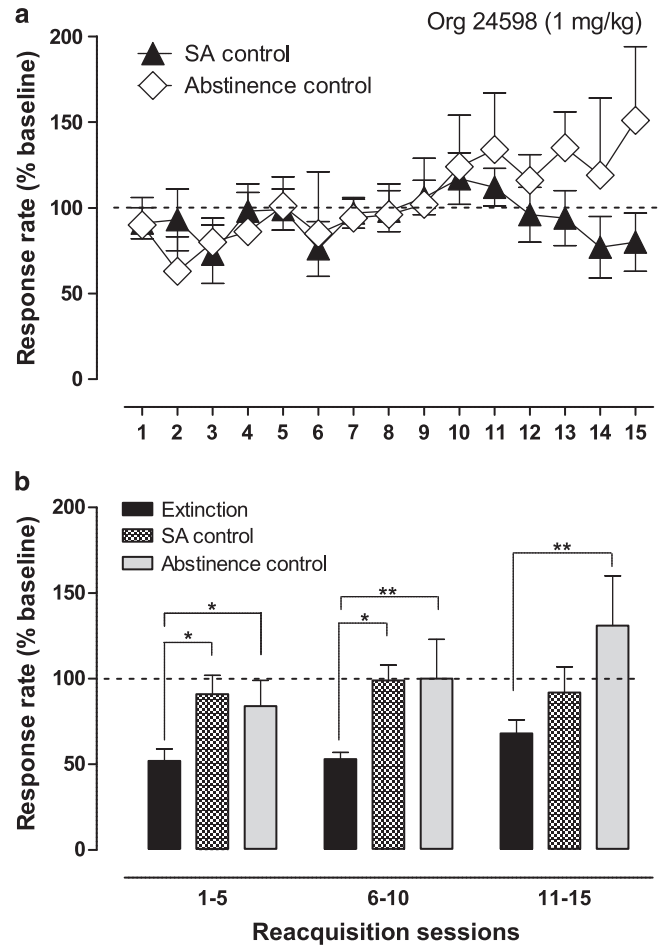 a
Org 24598 (1 mg/kg)
SA control
Abstinence control
Response rate (% baseline)
200
150
100
50
0
1 2 3 4 5 6 7 8 9 10 11 12 13 14 15
b
Extinction
SA control
Abstinence control
Response rate (% baseline)
200
150
100
50
0
* * * ** **
1-5 6-10 11-15
Reacquisition sessions